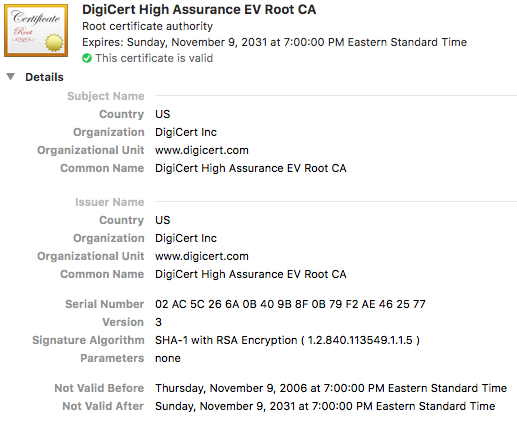 Certificate
Root
DigiCert High Assurance EV Root CA
Root certificate authority
Expires: Sunday, November 9, 2031 at 7:00:00 PM Eastern Standard Time
This certificate is valid
Details
Subject Name
Country US
Organization DigiCert Inc
Organizational Unit www.digicert.com
Common Name DigiCert High Assurance EV Root CA
Issuer Name
Country US
Organization DigiCert Inc
Organizational Unit www.digicert.com
Common Name DigiCert High Assurance EV Root CA
Serial Number 02 AC 5C 26 6A 0B 40 9B 8F 0B 79 F2 AE 46 25 77
Version 3
Signature Algorithm SHA-1 with RSA Encryption ( 1.2.840.113549.1.1.5 )
Parameters none
Not Valid Before Thursday, November 9, 2006 at 7:00:00 PM Eastern Standard Time
Not Valid After Sunday, November 9, 2031 at 7:00:00 PM Eastern Standard Time